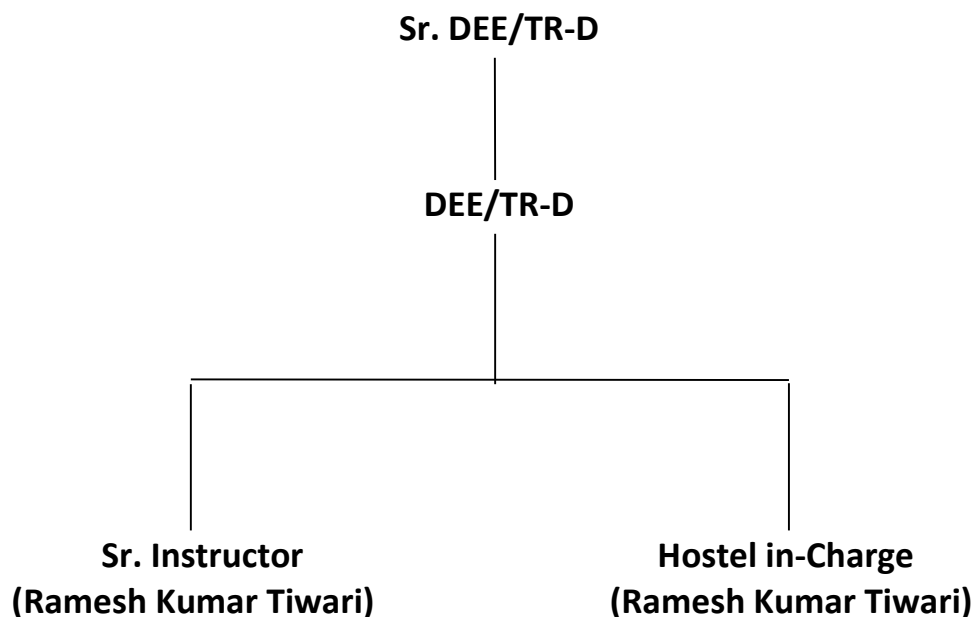 Sr. DEE/TR-D
DEE/TR-D
Sr. Instructor
(Ramesh Kumar Tiwari)
Hostel in-Charge
(Ramesh Kumar Tiwari)